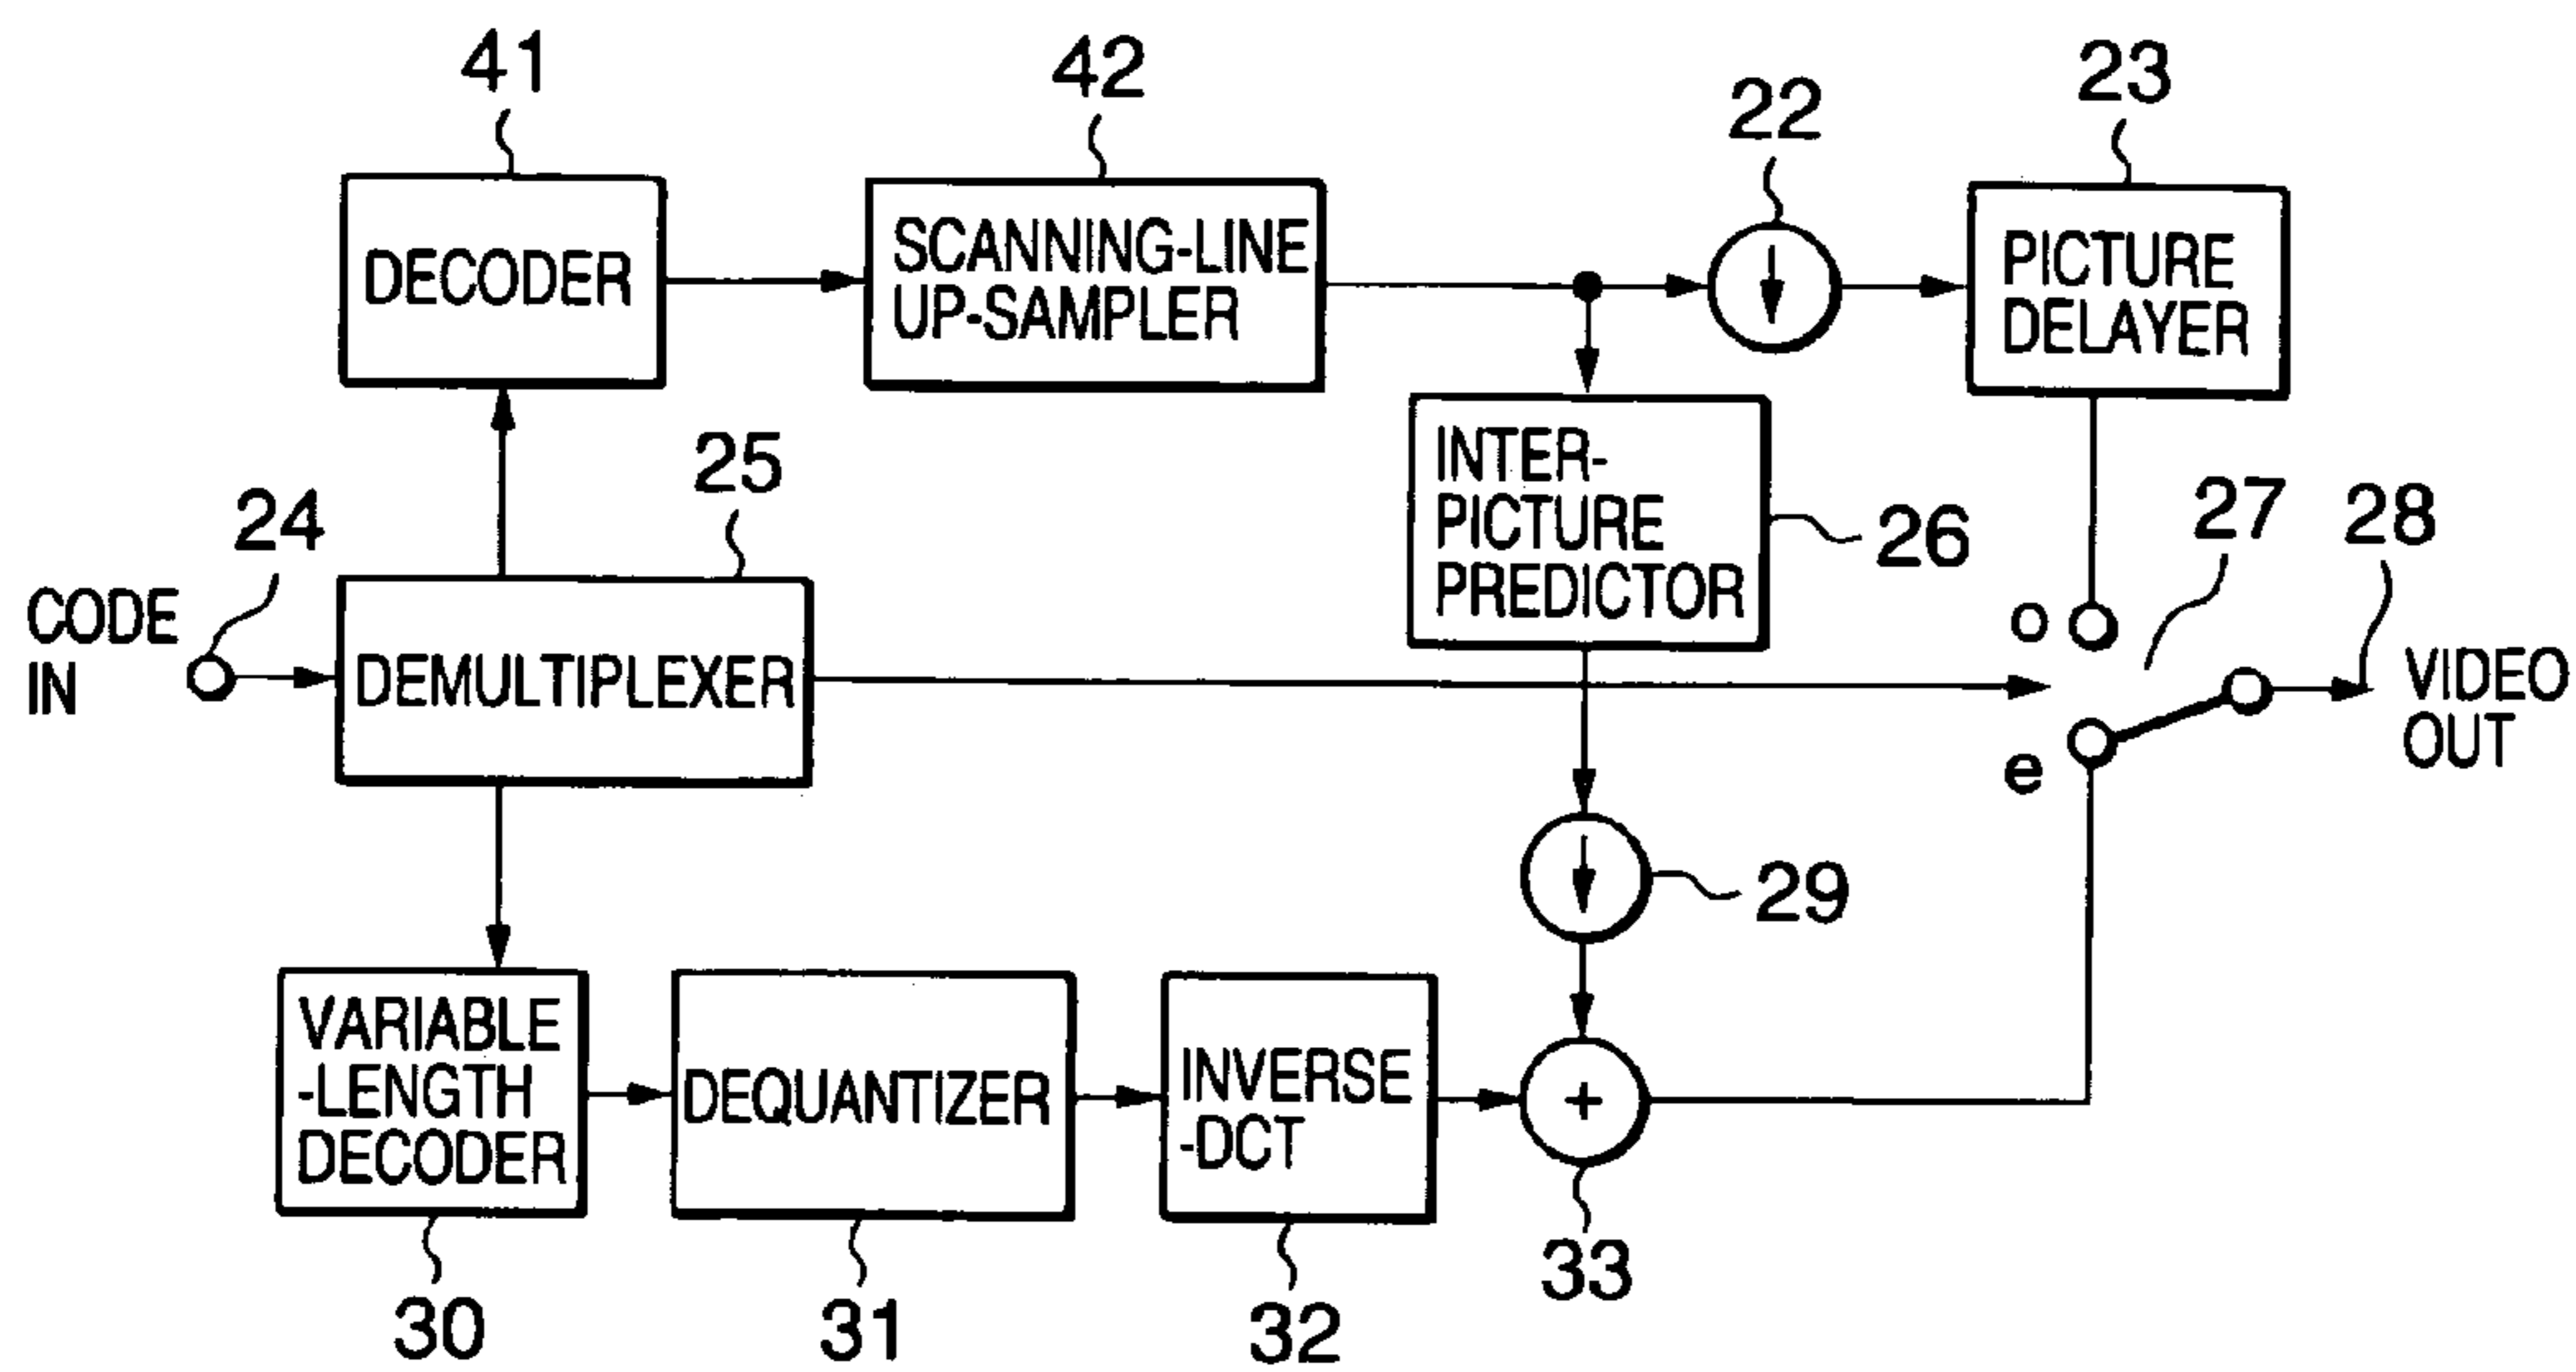 41
42
22
23
DECODER
SCANNING-LINE
UP-SAMPLER
PICTURE
DELAYER
24
25
INTER-
PICTURE
PREDICTOR
26
27
28
CODE
IN
DEMULTIPLEXER
o
e
VIDEO
OUT
29
VARIABLE
-LENGTH
DECODER
DEQUANTIZER
INVERSE
-DCT
+
30
31
32
33